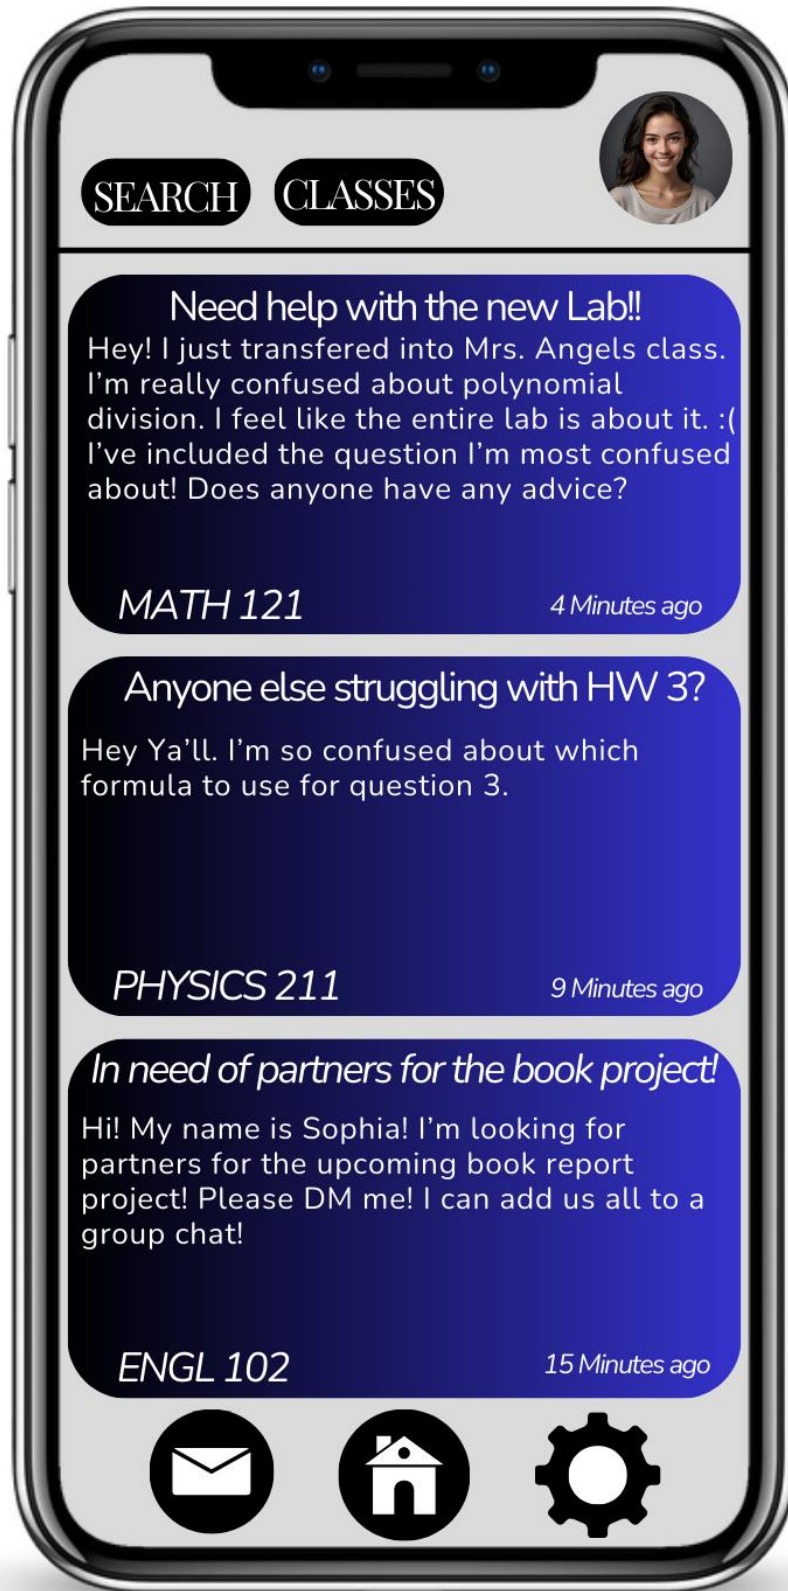 SEARCH CLASSES
Need help with the new Lab!!
Hey! I just transfered into Mrs. Angels class.
I'm really confused about polynomial
division. I feel like the entire lab is about it. :(
I've included the question I'm most confused
about! Does anyone have any advice?
MATH 121 4 Minutes ago
Anyone else struggling with HW 3?
Hey Ya'll. I'm so confused about which
formula to use for question 3.
PHYSICS 211 9 Minutes ago
In need of partners for the book project!
Hi! My name is Sophia! I'm looking for
partners for the upcoming book report
project! Please DM me! I can add us all to a
group chat!
ENGL 102 15 Minutes ago